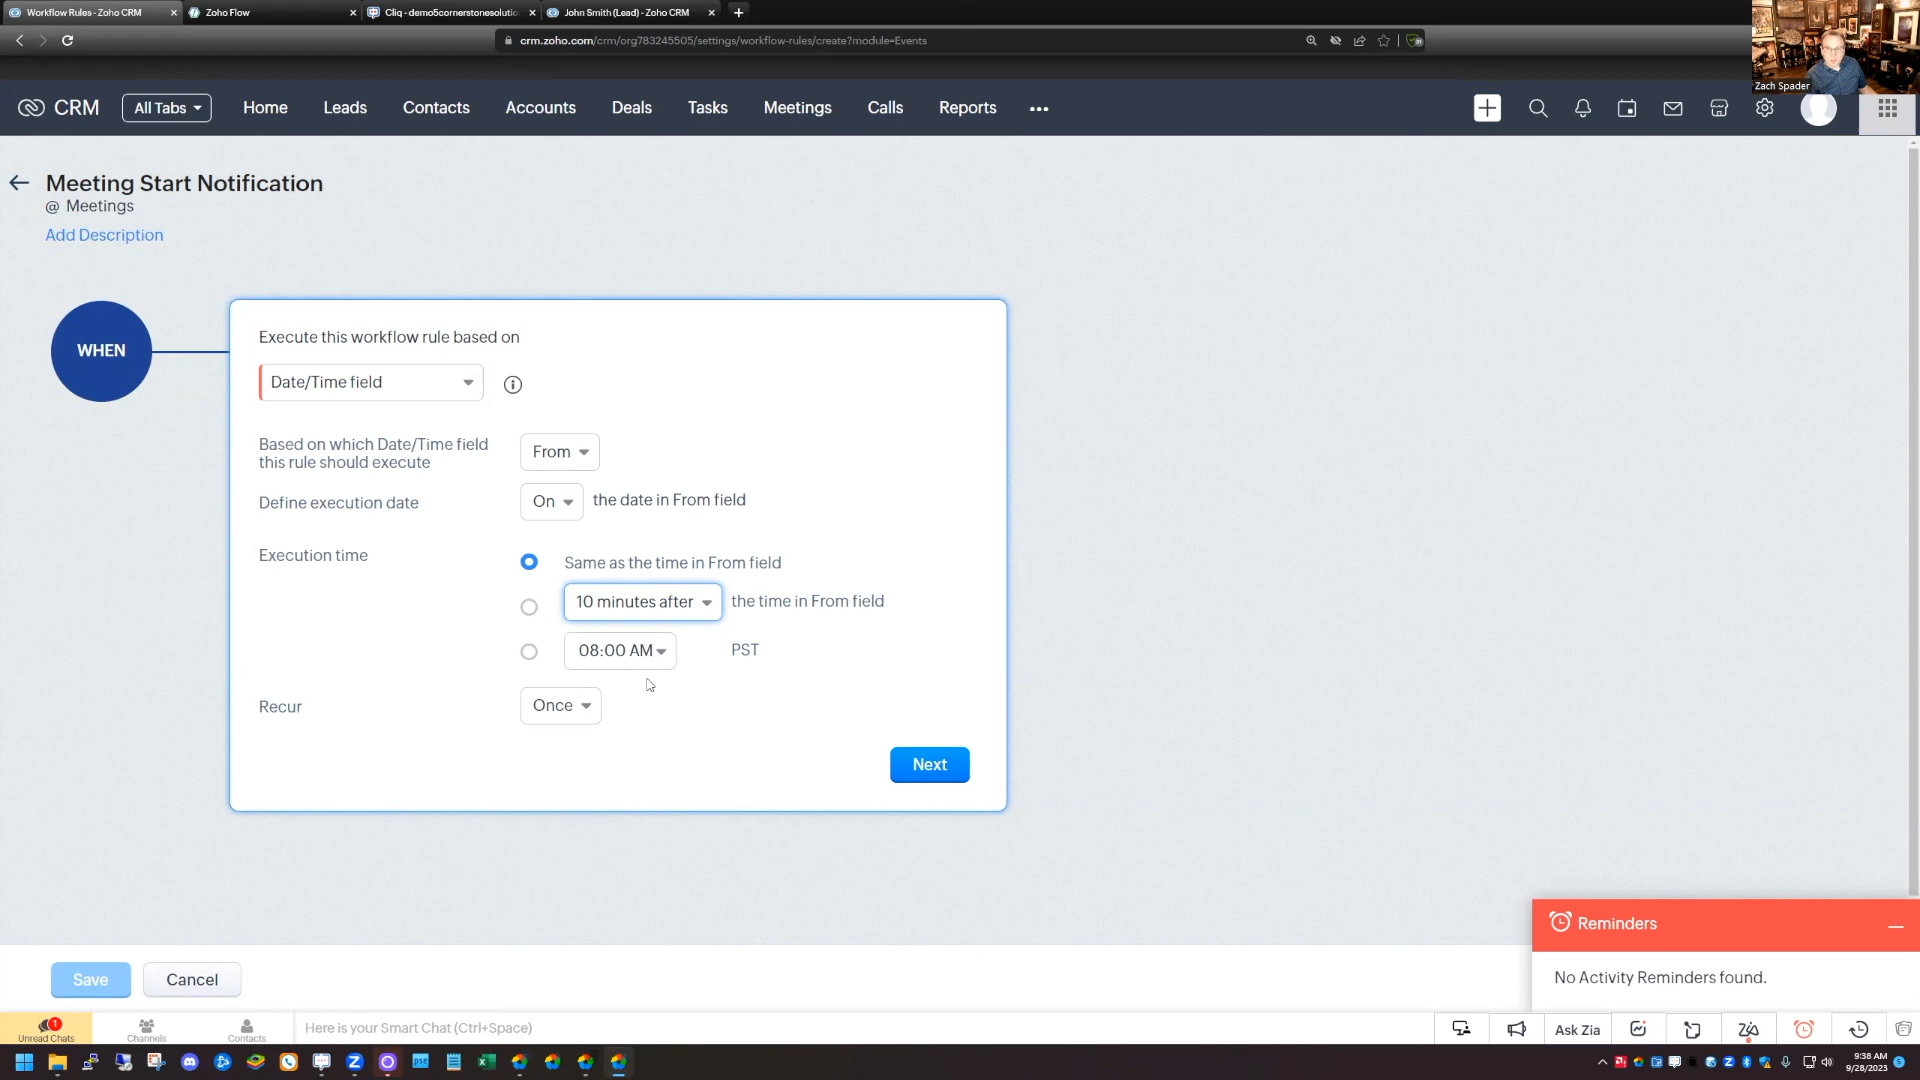 Workflow Rules - Zoho CRM
Zoho Flow
Cliq - demo5cornerstonesolutio
John Smith (Lead) - Zoho CRM
crm.zoho.com/crm/org783245505/settings/workflow-rules/create?module=Events
Zach Spader
CRM
All Tabs
Home
Leads
Contacts
Accounts
Deals
Tasks
Meetings
Calls
Reports
Meeting Start Notification
@ Meetings
Add Description
WHEN
Execute this workflow rule based on
Date/Time field
Based on which Date/Time field
this rule should execute
From
Define execution date
On
the date in From field
Execution time
Same as the time in From field
10 minutes after
the time in From field
08:00 AM
PST
Recur
Once
Next
Reminders
No Activity Reminders found.
Save
Cancel
1
Unread Chats
Channels
Contacts
Here is your Smart Chat (Ctrl+Space)
Ask Zia
9:38 AM
9/28/2023